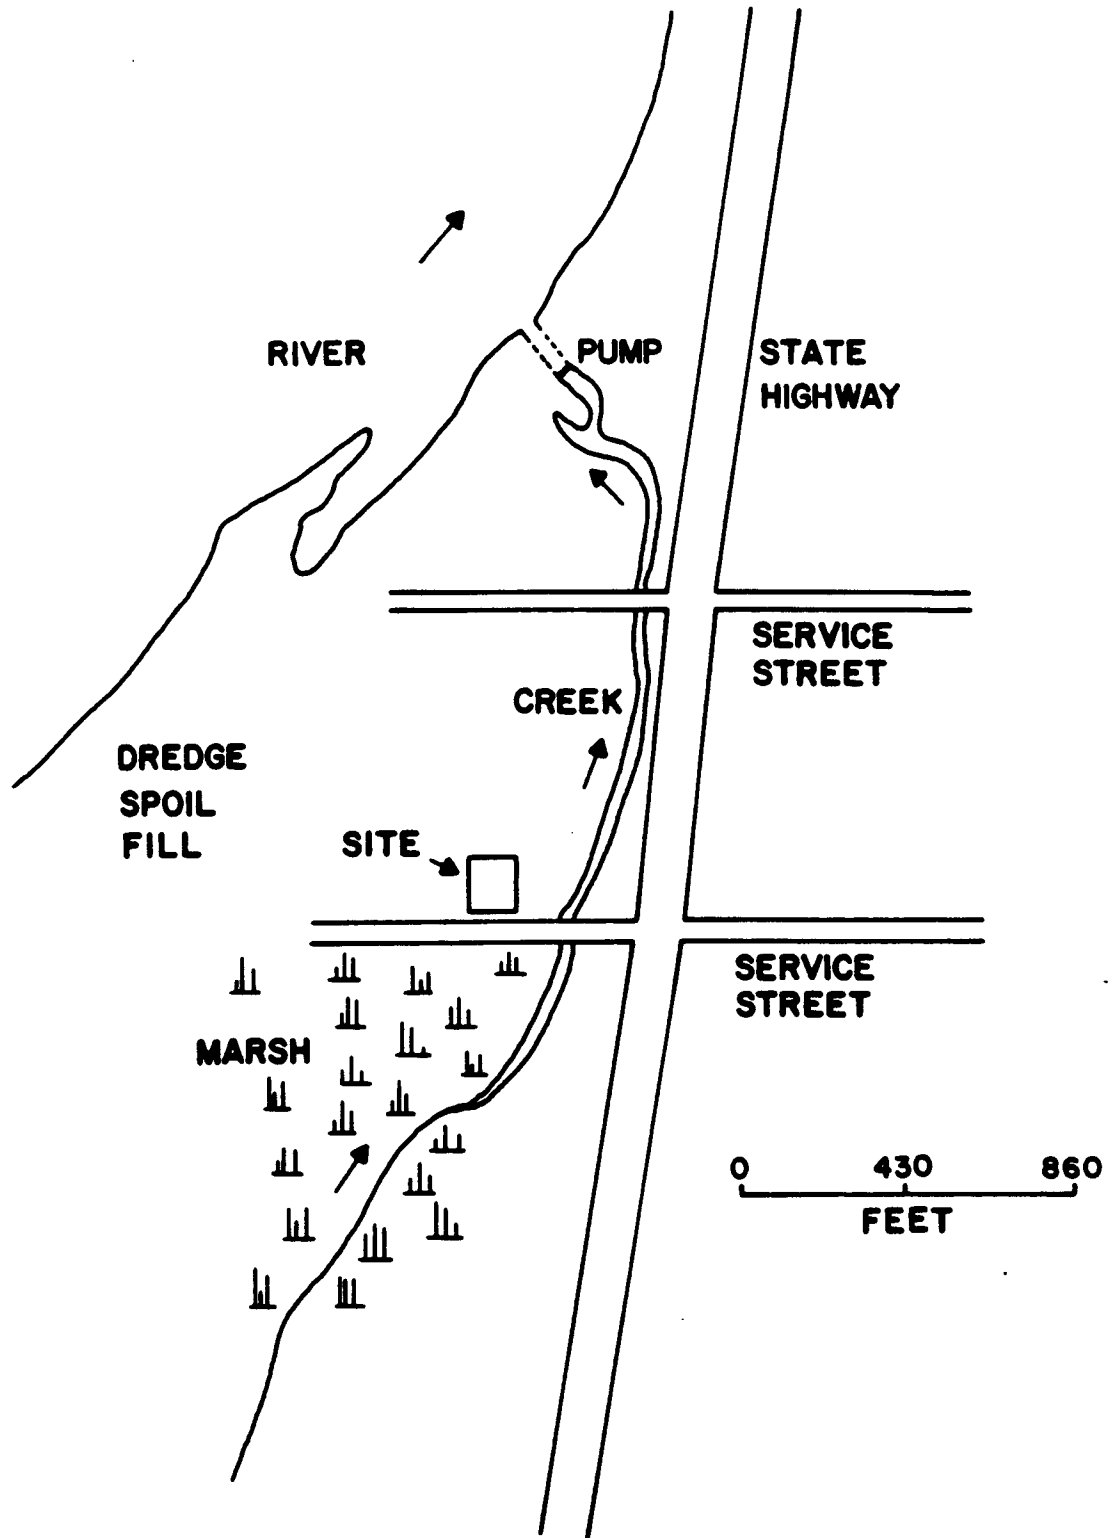 RIVER
PUMP
STATE
HIGHWAY
SERVICE
STREET
CREEK
DREDGE
SPOIL
FILL
SITE
SERVICE
STREET
MARSH
0 430 860
FEET